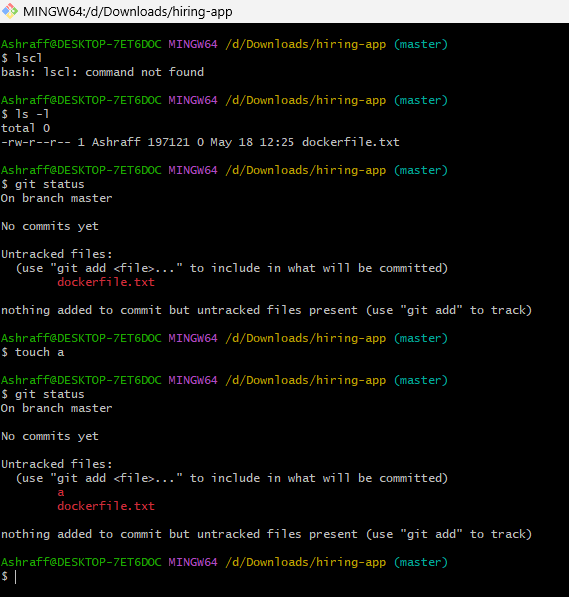 MINGW64:/d/Downloads/hiring-app
Ashraff@DESKTOP-7ET6DOC MINGW64 /d/Downloads/hiring-app (master)
$ lscl
bash: lscl: command not found
Ashraff@DESKTOP-7ET6DOC MINGW64 /d/Downloads/hiring-app (master)
$ ls -l
total 0
-rw-r--r-- 1 Ashraff 197121 0 May 18 12:25 dockerfile.txt
Ashraff@DESKTOP-7ET6DOC MINGW64 /d/Downloads/hiring-app (master)
$ git status
On branch master
No commits yet
Untracked files:
  (use "git add <file>..." to include in what will be committed)
        dockerfile.txt
nothing added to commit but untracked files present (use "git add" to track)
Ashraff@DESKTOP-7ET6DOC MINGW64 /d/Downloads/hiring-app (master)
$ touch a
Ashraff@DESKTOP-7ET6DOC MINGW64 /d/Downloads/hiring-app (master)
$ git status
On branch master
No commits yet
Untracked files:
  (use "git add <file>..." to include in what will be committed)
        a
        dockerfile.txt
nothing added to commit but untracked files present (use "git add" to track)
Ashraff@DESKTOP-7ET6DOC MINGW64 /d/Downloads/hiring-app (master)
$